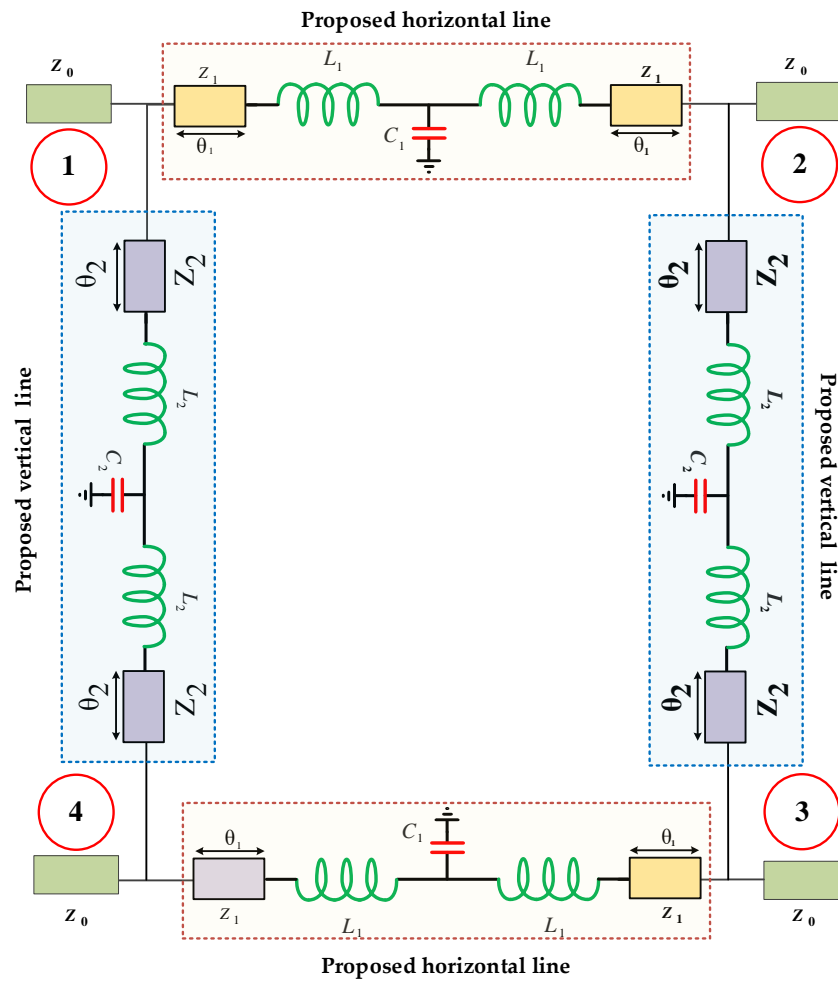 Proposed horizontal line
Z0
Z1
L1
L1
Z1
Z0
C1
θ1
θ1
1
2
θ2
Z2
θ2
Z2
L2
L2
Proposed vertical line
C2
C2
Proposed vertical line
L2
L2
θ2
Z2
θ2
Z2
4
3
C1
θ1
θ1
Z0
Z1
L1
L1
Z1
Z0
Proposed horizontal line